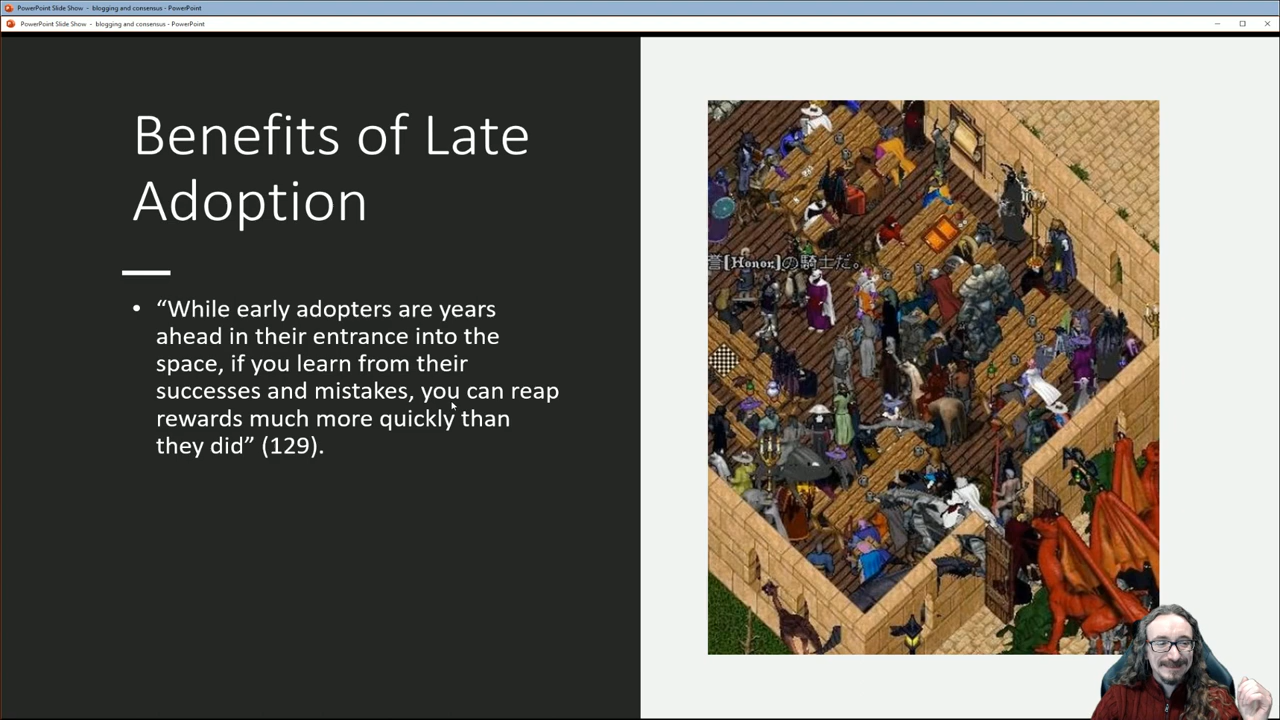 PowerPoint Slide Show - blogging and consensus - PowerPoint
PowerPoint Slide Show - blogging and consensus - PowerPoint
Benefits of Late
Adoption
• “While early adopters are years
ahead in their entrance into the
space, if you learn from their
successes and mistakes, you can reap
rewards much more quickly than
they did” (129).
誉[Honor]の騎士だ。